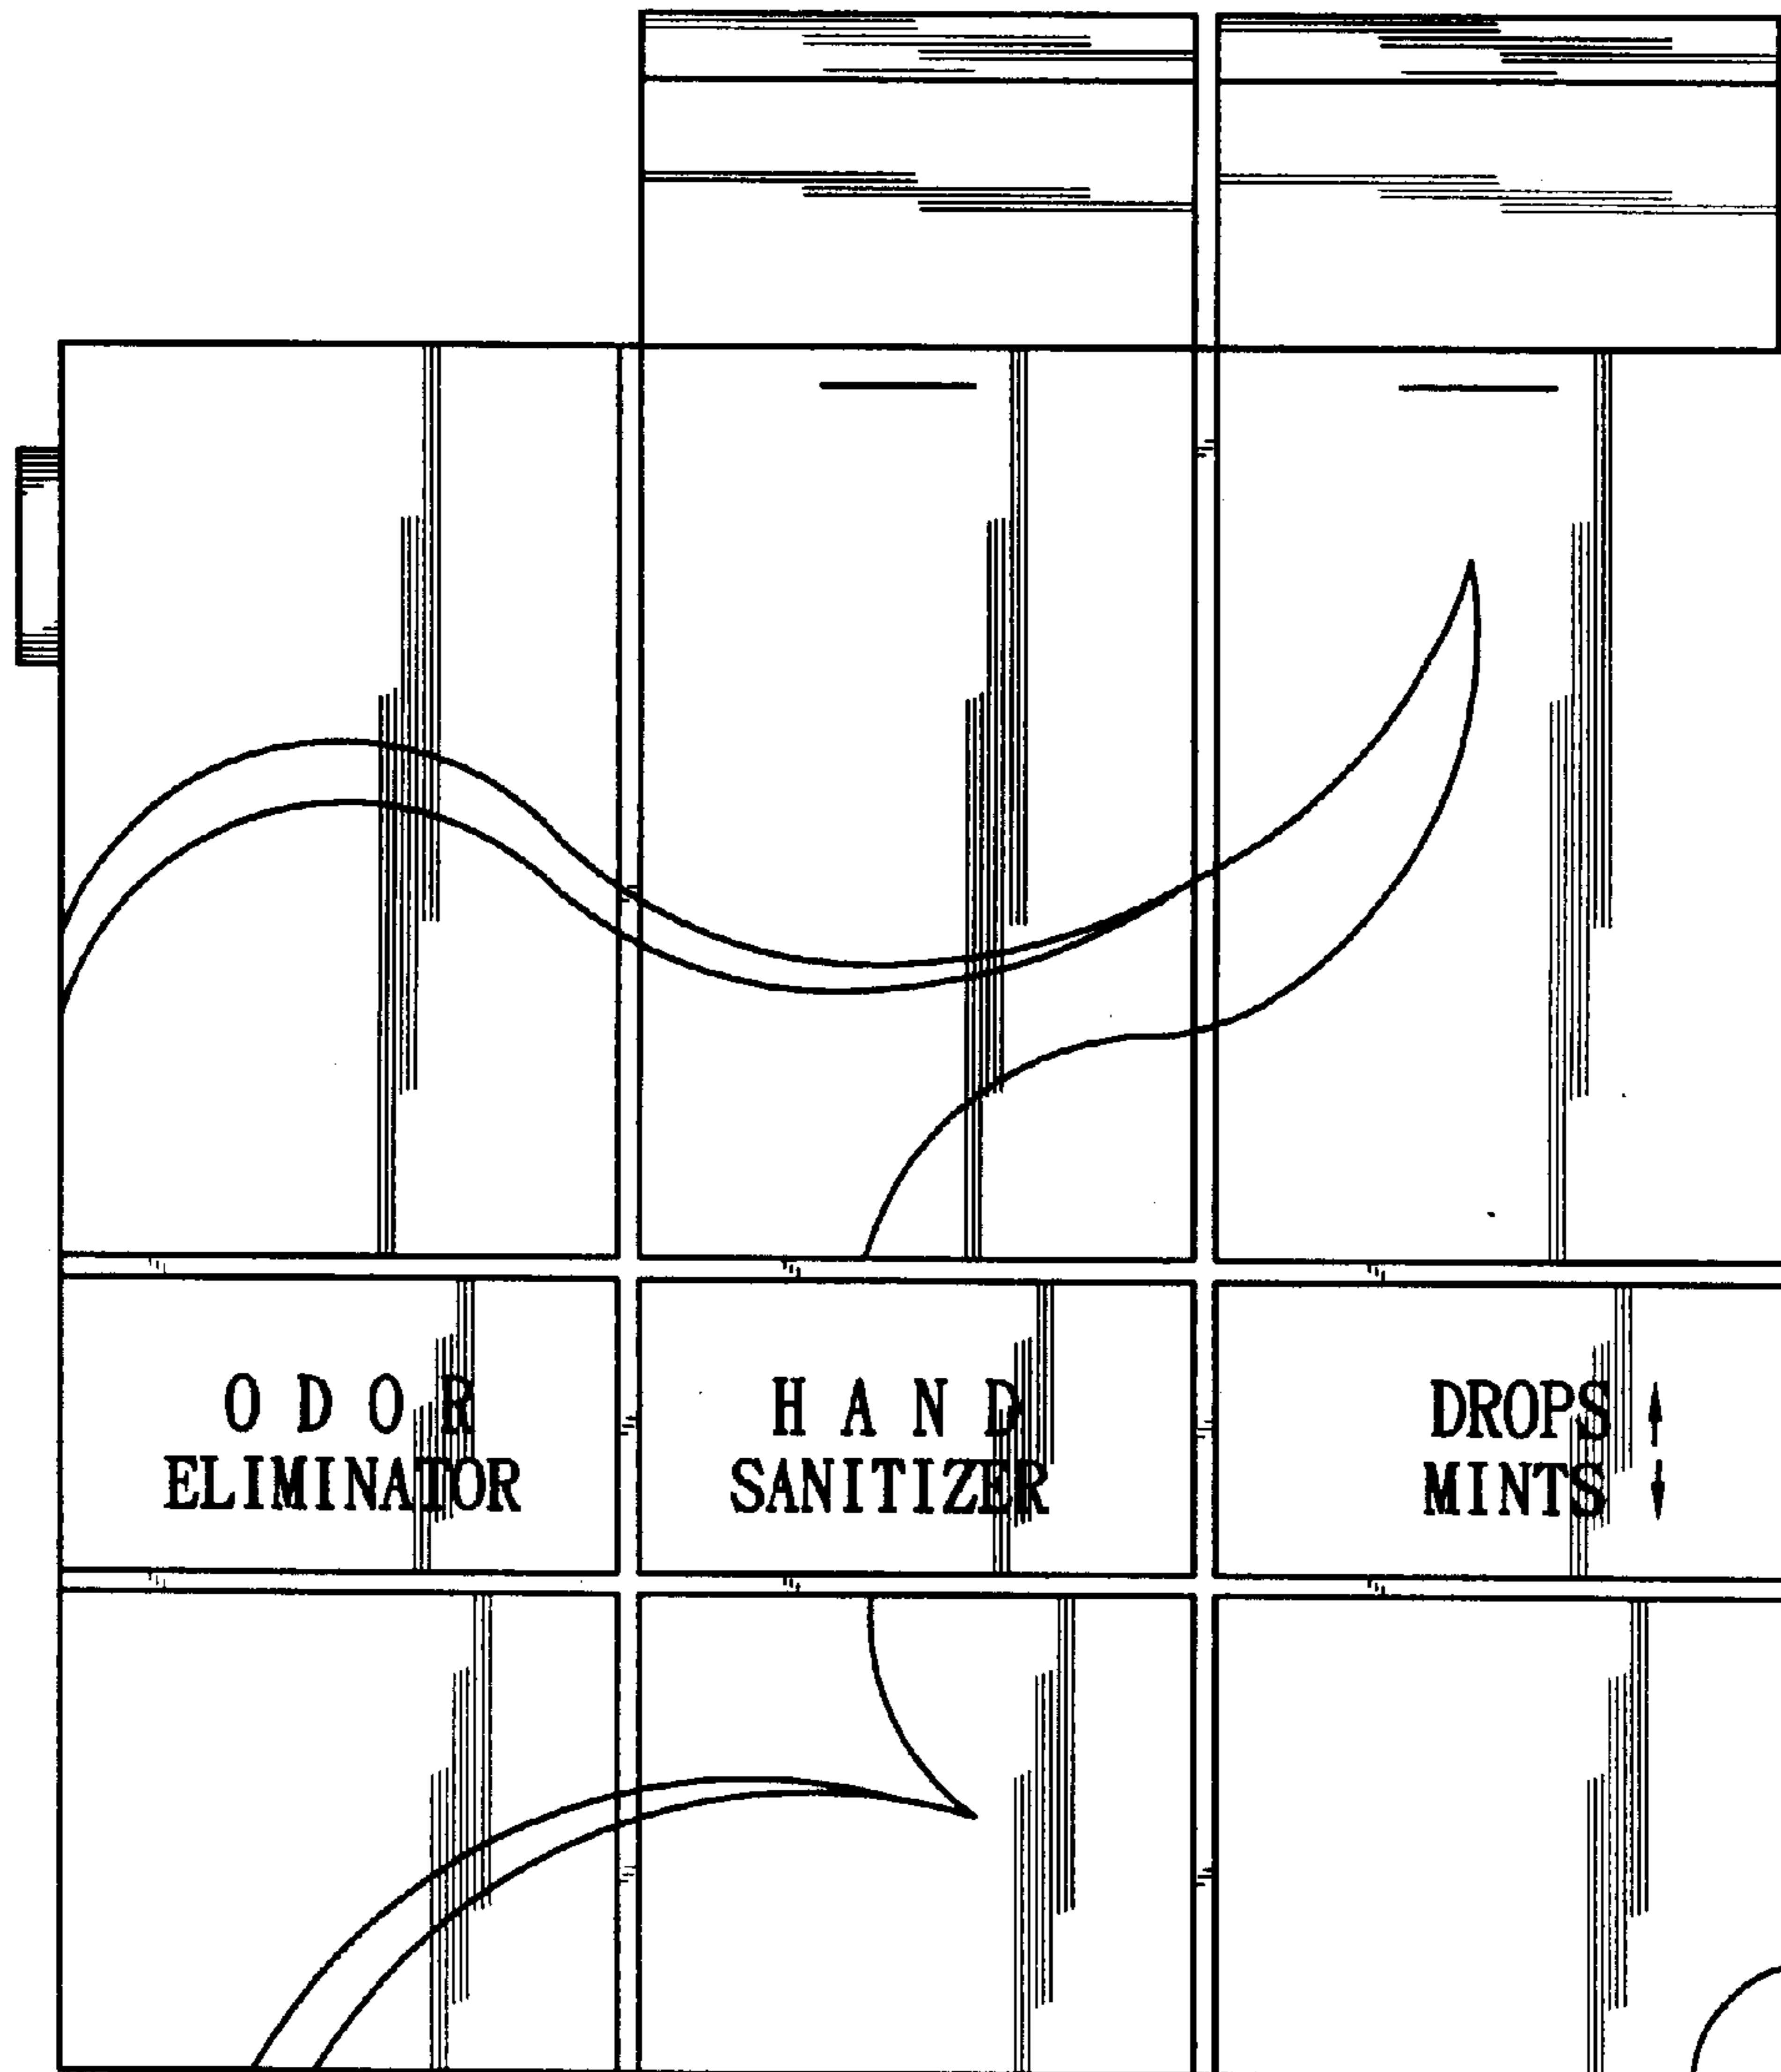 ODOR
ELIMINATOR
HAND
SANITIZER
DROPS
MINTS